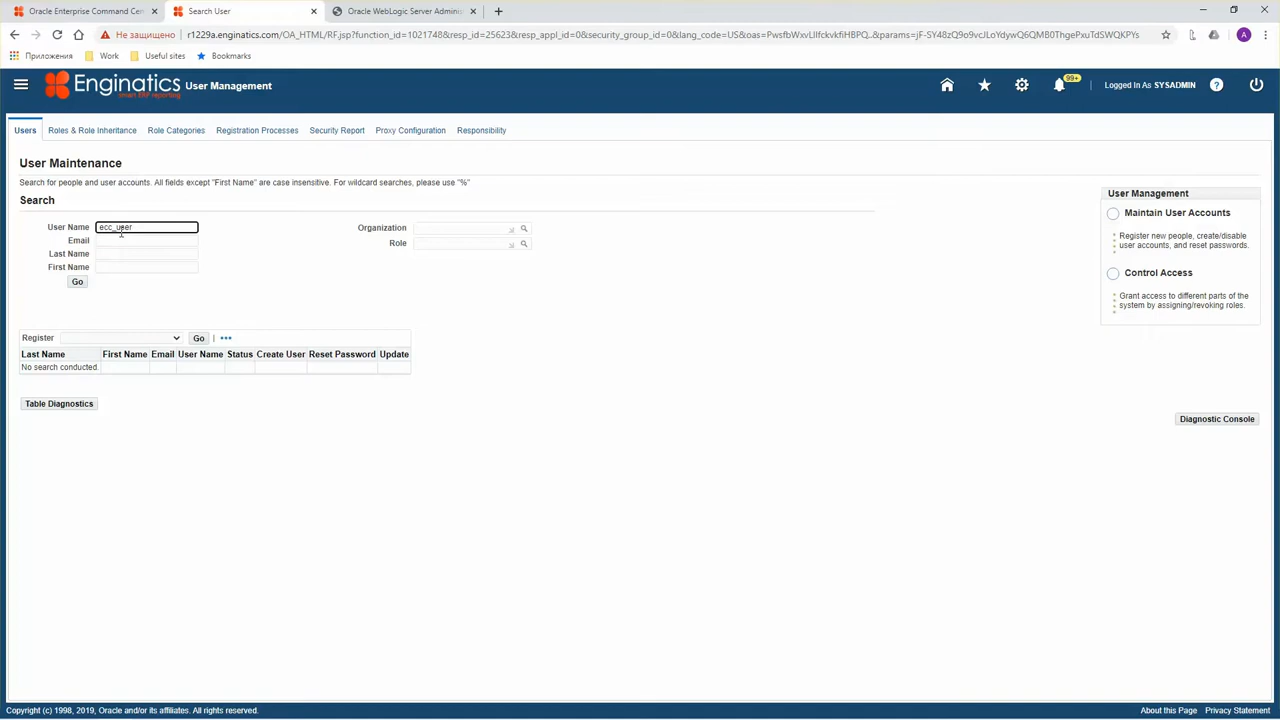 Oracle Enterprise Command Cen
Search User
Oracle WebLogic Server Adminis
Не защищено
r1229a.enginatics.com/OA_HTML/RF.jsp?function_id=1021748&resp_id=25623&resp_appl_id=0&security_group_id=0&lang_code=US&oas=PwsfbWxvLlIfckvkfiHBPQ..&params=jF-SY48zQ9o9vcJLoYdywQ6QMB0ThgePxuTdSWQKPYs
A
Приложения
Work
Useful sites
Bookmarks
Enginatics
smart ERP reporting
User Management
99+
Logged In As SYSADMIN
?
Users
Roles & Role Inheritance
Role Categories
Registration Processes
Security Report
Proxy Configuration
Responsibility
User Maintenance
Search for people and user accounts. All fields except "First Name" are case insensitive. For wildcard searches, please use "%"
Search
User Name ecc_user
Email
Last Name
First Name
Go
Organization
Role
User Management
Maintain User Accounts
Register new people, create/disable
user accounts, and reset passwords.
Control Access
Grant access to different parts of the
system by assigning/revoking roles.
Register
Go
Last Name First Name Email User Name Status Create User Reset Password Update
No search conducted.
Table Diagnostics
Diagnostic Console
Copyright (c) 1998, 2019, Oracle and/or its affiliates. All rights reserved.
About this Page Privacy Statement